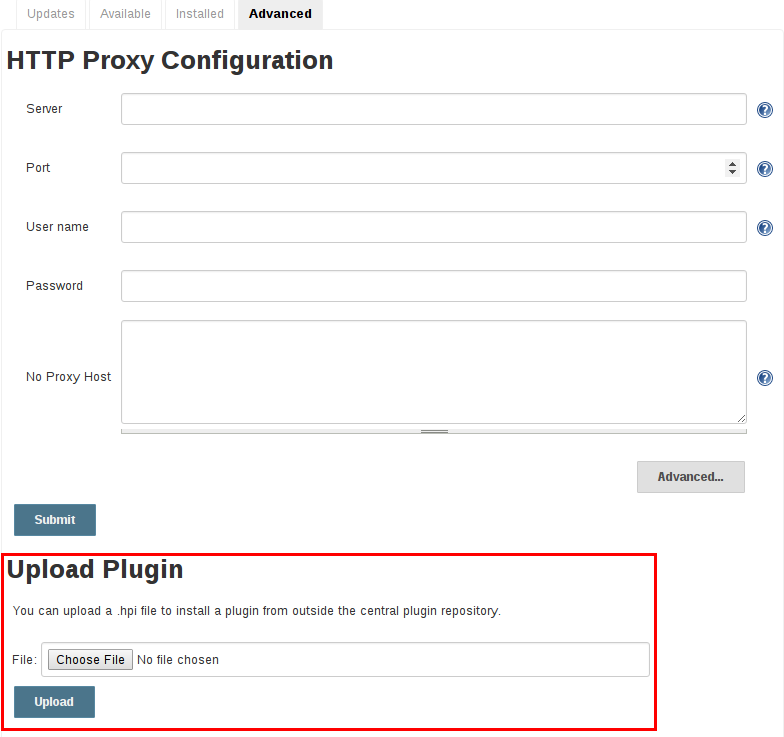 Updates Available Installed Advanced
HTTP Proxy Configuration
Server
Port
User name
Password
No Proxy Host
Advanced...
Submit
Upload Plugin
You can upload a .hpi file to install a plugin from outside the central plugin repository.
File: Choose File No file chosen
Upload